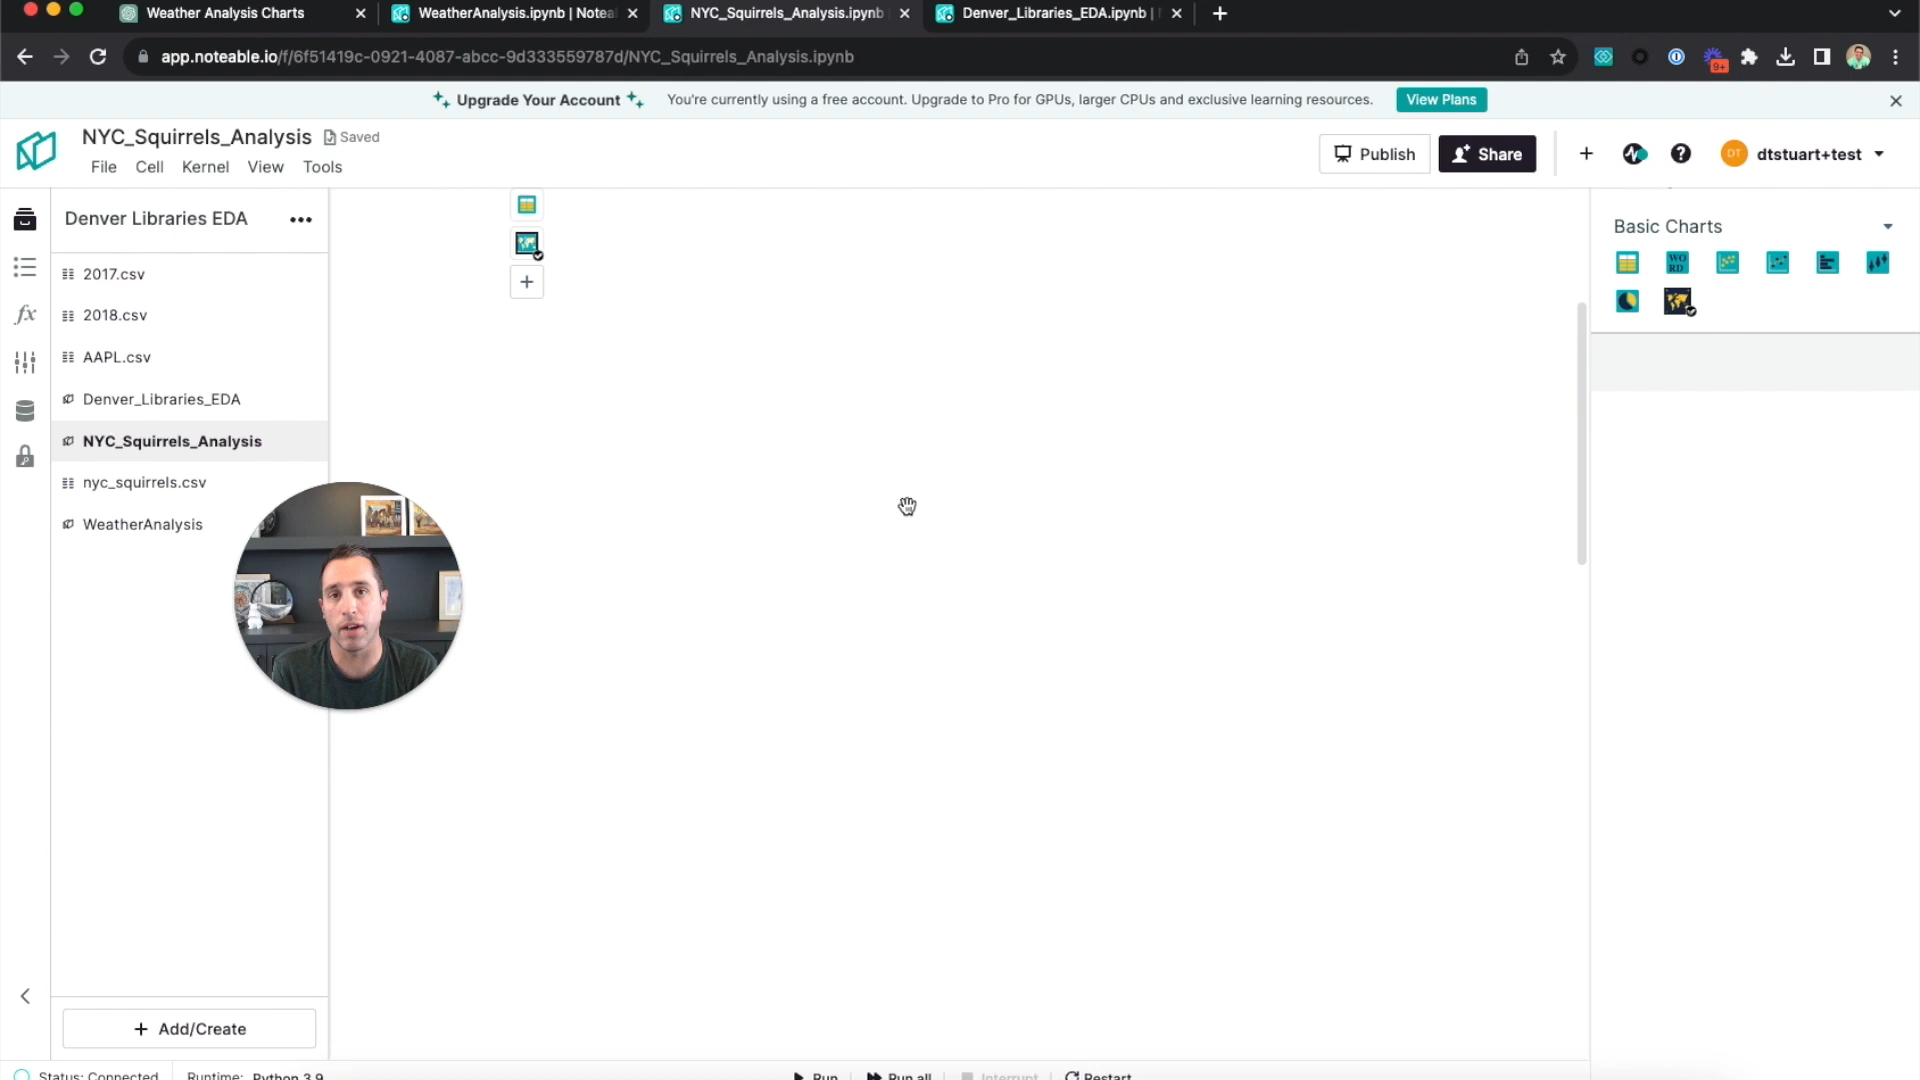 Weather Analysis Charts
WeatherAnalysis.ipynb | Notea
NYC_Squirrels_Analysis.ipynb
Denver_Libraries_EDA.ipynb |
app.noteable.io/f/6f51419c-0921-4087-abcc-9d333559787d/NYC_Squirrels_Analysis.ipynb
9+
Upgrade Your Account
You're currently using a free account. Upgrade to Pro for GPUs, larger CPUs and exclusive learning resources.
View Plans
NYC_Squirrels_Analysis
Saved
File Cell Kernel View Tools
Publish
Share
DT
dtstuart+test
Denver Libraries EDA
2017.csv
2018.csv
AAPL.csv
Denver_Libraries_EDA
NYC_Squirrels_Analysis
nyc_squirrels.csv
WeatherAnalysis
Add/Create
Basic Charts
WO
RD
Status: Connected
Runtime: Python 3.9
Run
Run all
Interrupt
Restart